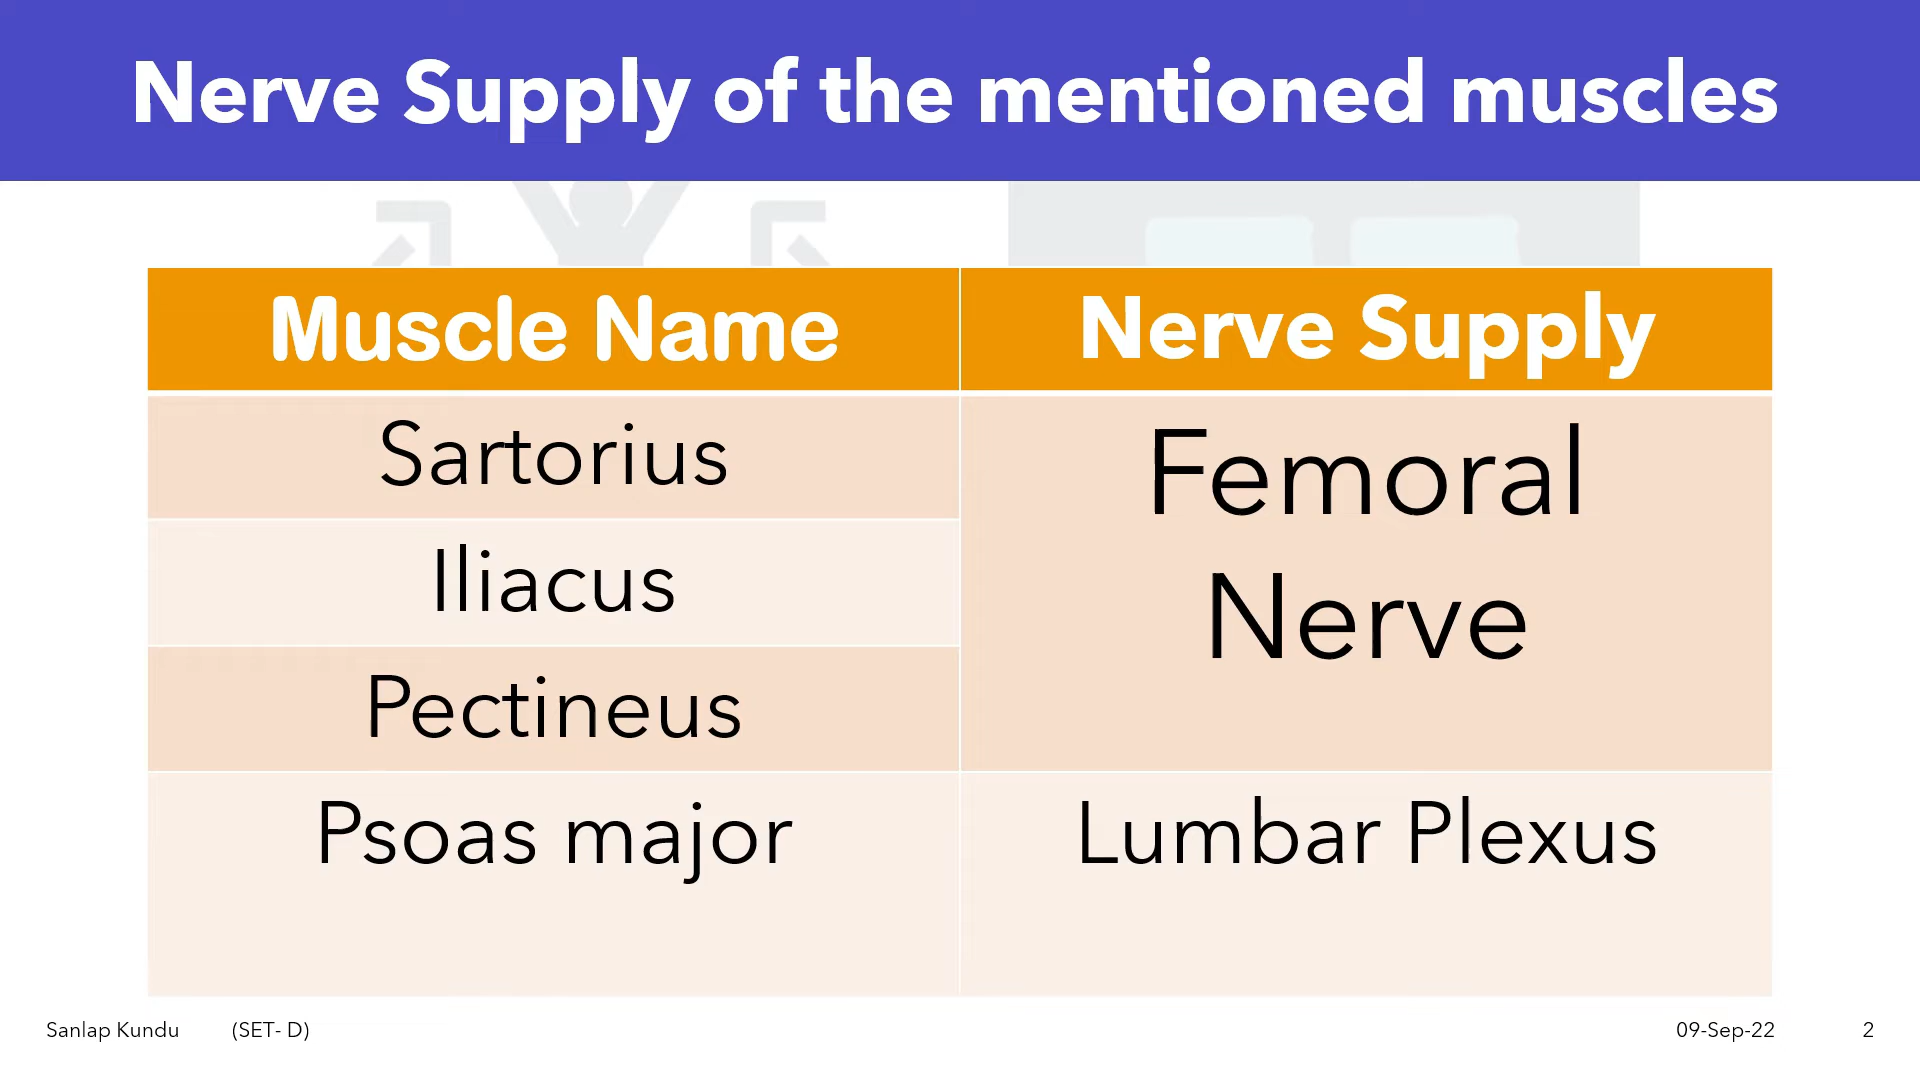 Nerve Supply of the mentioned muscles
Muscle Name
Nerve Supply
Sartorius
Femoral
Nerve
Iliacus
Pectineus
Psoas major
Lumbar Plexus
Sanlap Kundu (SET- D)
09-Sep-22
2